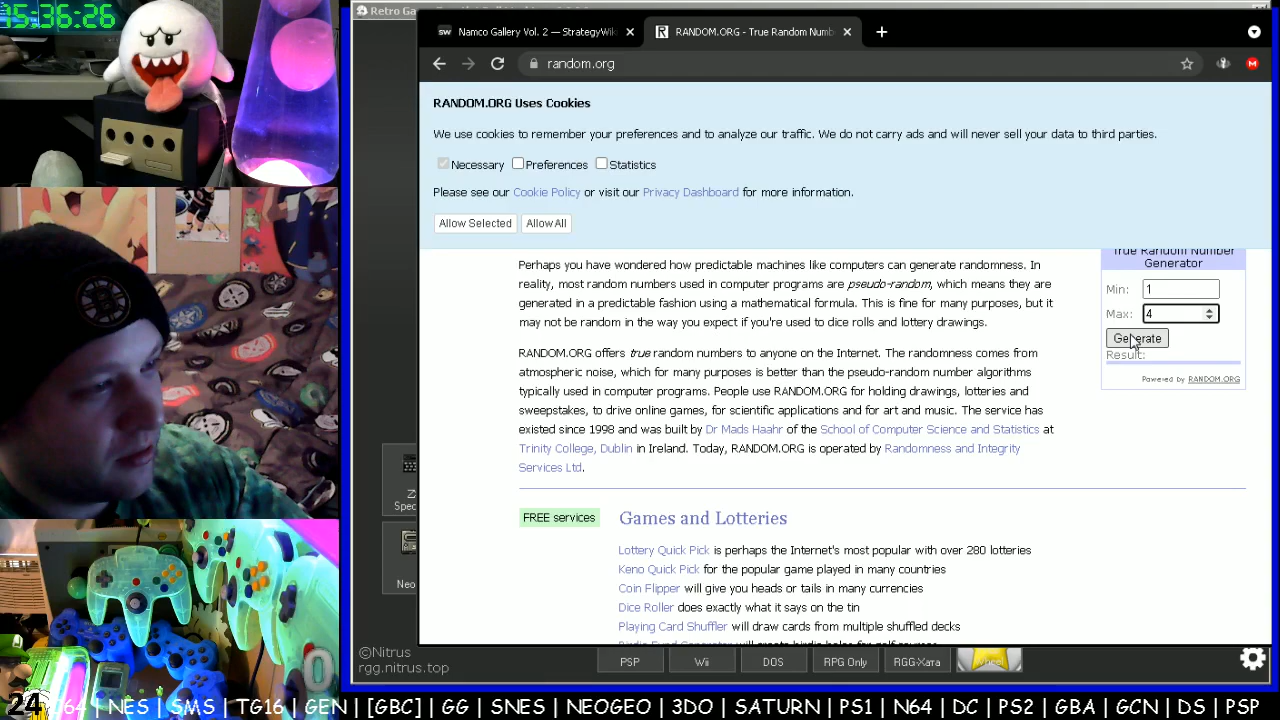 15:36:26
Retro Ga
Namco Gallery Vol. 2 — StrategyWi
RANDOM.ORG - True Random Numb
random.org
RANDOM.ORG Uses Cookies
We use cookies to remember your preferences and to analyze our traffic. We do not carry ads and will never sell your data to third parties.
Necessary Preferences Statistics
Please see our Cookie Policy or visit our Privacy Dashboard for more information.
Allow Selected Allow All
True Random Number
Generator
Min: 1
Max: 4
Generate
Result:
Powered by RANDOM.ORG
Perhaps you have wondered how predictable machines like computers can generate randomness. In
reality, most random numbers used in computer programs are pseudo-random, which means they are
generated in a predictable fashion using a mathematical formula. This is fine for many purposes, but it
may not be random in the way you expect if you're used to dice rolls and lottery drawings.
RANDOM.ORG offers true random numbers to anyone on the Internet. The randomness comes from
atmospheric noise, which for many purposes is better than the pseudo-random number algorithms
typically used in computer programs. People use RANDOM.ORG for holding drawings, lotteries and
sweepstakes, to drive online games, for scientific applications and for art and music. The service has
existed since 1998 and was built by Dr Mads Haahr of the School of Computer Science and Statistics at
Trinity College, Dublin in Ireland. Today, RANDOM.ORG is operated by Randomness and Integrity
Services Ltd.
FREE services
Games and Lotteries
Lottery Quick Pick is perhaps the Internet's most popular with over 280 lotteries
Keno Quick Pick for the popular game played in many countries
Coin Flipper will give you heads or tails in many currencies
Dice Roller does exactly what it says on the tin
Playing Card Shuffler will draw cards from multiple shuffled decks
Z
Spec
Neo
©Nitrus
rgg.nitrus.top
PSP Wii DOS RPG Only RGG-Хата
24 64 | NES | SMS | TG16 | GEN | [GBC] | GG | SNES | NEOGEO | 3DO | SATURN | PS1 | N64 | DC | PS2 | GBA | GCN | DS | PSP